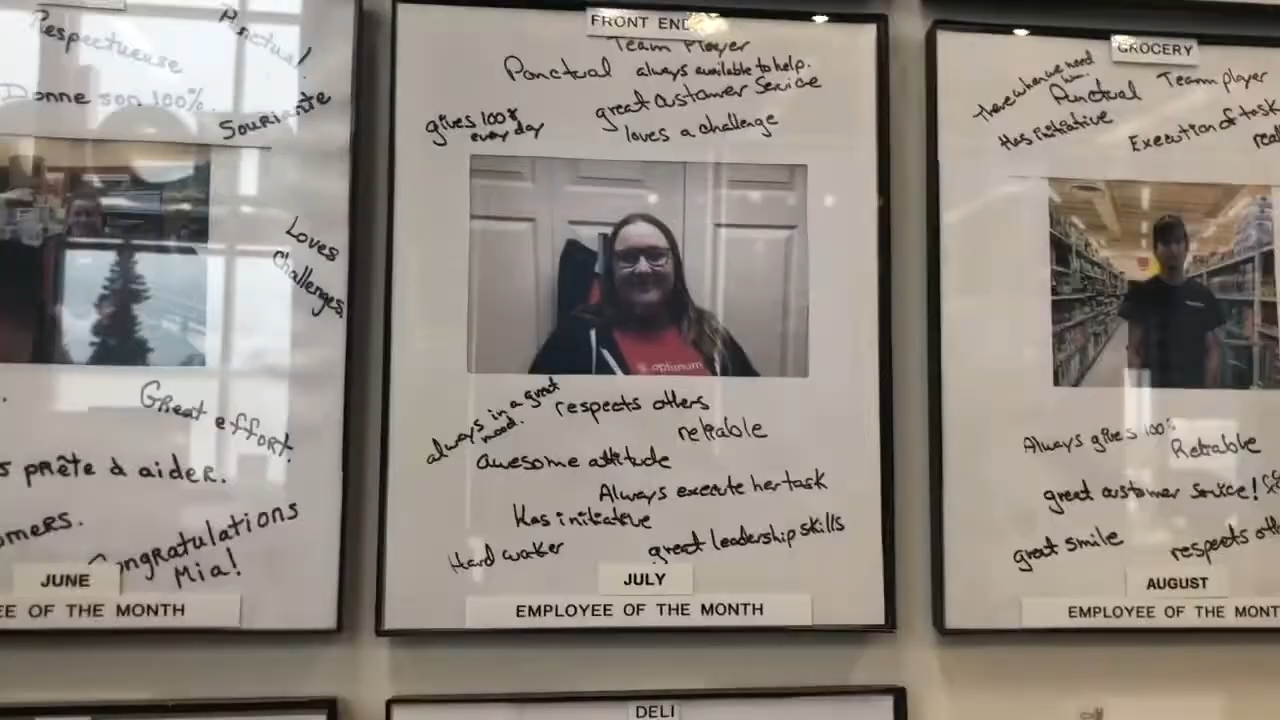 Respectueuse
Ponctual!
Donne son 100%.
Souriante
Loves
Challenges.
Great effort.
prête à aider.
omers.
Congratulations
Mia!
JUNE
EE OF THE MONTH
FRONT END
Team Player
Ponctual
always available to help.
great customer Service
gives 100%
every day
loves a challenge
optimum
always in a great
mood.
respects others
reliable
awesome attitude
Always execute her task
Has initiative
Hard worker
great leadership skills
JULY
EMPLOYEE OF THE MONTH
GROCERY
There when we need
him.
Punctual
Team player
Has initiative
Execution of task
Always gives 100%
Reliable
great customer service!
great smile
respects oth
AUGUST
EMPLOYEE OF THE MONT
DELI